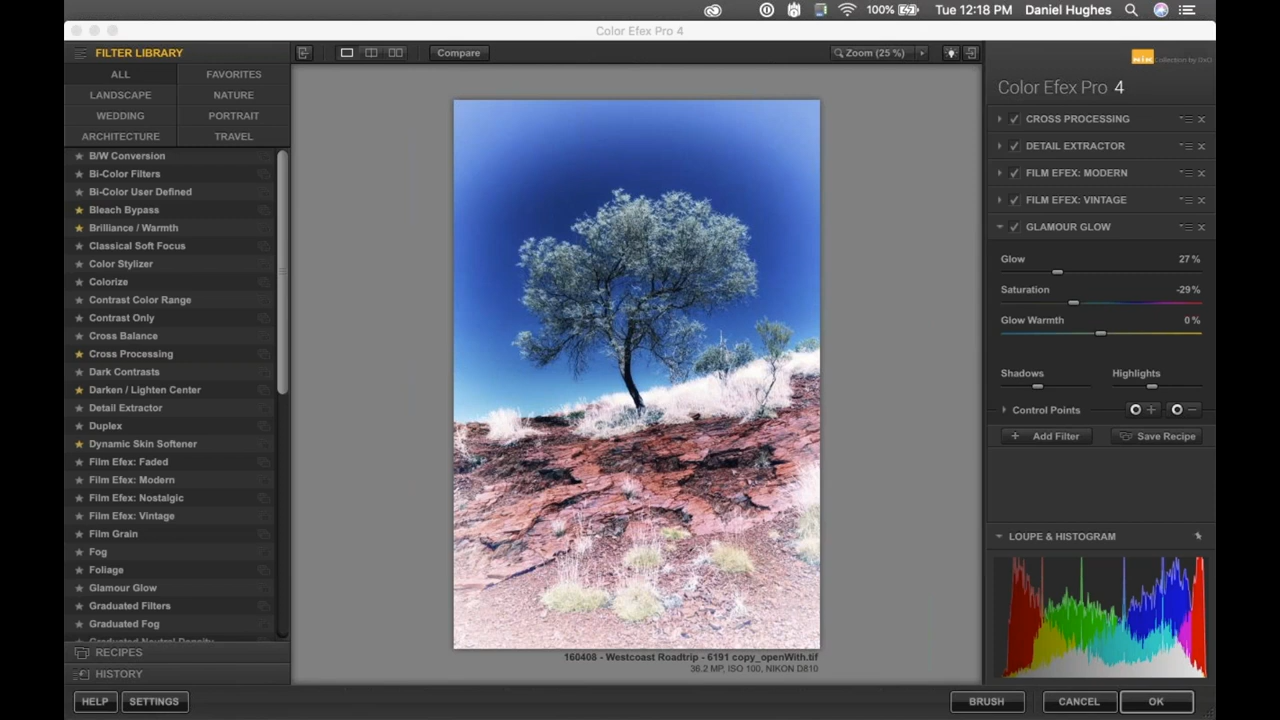 100% Tue 12:18 PM Daniel Hughes
Color Efex Pro 4
FILTER LIBRARY
Compare
Zoom (25 %)
ALL FAVORITES
LANDSCAPE NATURE
WEDDING PORTRAIT
ARCHITECTURE TRAVEL
B/W Conversion
Bi-Color Filters
Bi-Color User Defined
Bleach Bypass
Brilliance / Warmth
Classical Soft Focus
Color Stylizer
Colorize
Contrast Color Range
Contrast Only
Cross Balance
Cross Processing
Dark Contrasts
Darken / Lighten Center
Detail Extractor
Duplex
Dynamic Skin Softener
Film Efex: Faded
Film Efex: Modern
Film Efex: Nostalgic
Film Efex: Vintage
Film Grain
Fog
Foliage
Glamour Glow
Graduated Filters
Graduated Fog
Graduated Neutral Density
RECIPES
HISTORY
HELP SETTINGS
160408 - Westcoast Roadtrip - 6191 copy_openWith.tif
36.2 MP, ISO 100, NIKON D810
Nik Collection by DxO
Color Efex Pro 4
CROSS PROCESSING
DETAIL EXTRACTOR
FILM EFEX: MODERN
FILM EFEX: VINTAGE
GLAMOUR GLOW
Glow 27 %
Saturation -29 %
Glow Warmth 0 %
Shadows Highlights
Control Points
Add Filter Save Recipe
LOUPE & HISTOGRAM
BRUSH CANCEL OK